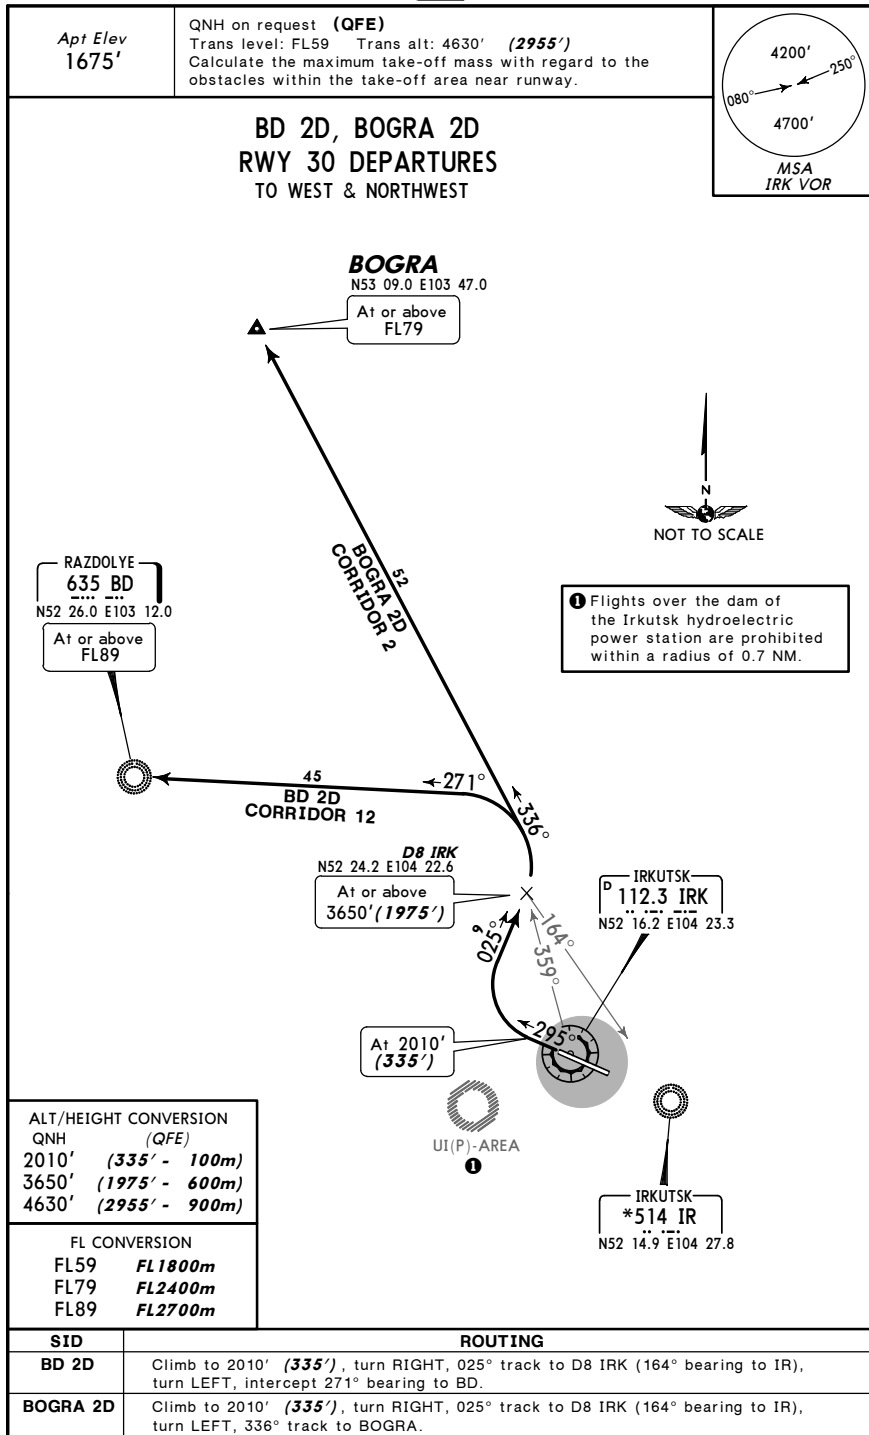 Apt Elev
1675'
QNH on request (QFE)
Trans level: FL59 Trans alt: 4630' (2955')
Calculate the maximum take-off mass with regard to the
obstacles within the take-off area near runway.
4200'
250°
080°
4700'
MSA
IRK VOR
BD 2D, BOGRA 2D
RWY 30 DEPARTURES
TO WEST & NORTHWEST
BOGRA
N53 09.0 E103 47.0
At or above
FL79
N
NOT TO SCALE
52
BOGRA 2D
CORRIDOR 2
RAZDOLYE
635 BD
N52 26.0 E103 12.0
At or above
FL89
❶ Flights over the dam of
the Irkutsk hydroelectric
power station are prohibited
within a radius of 0.7 NM.
45
271°
BD 2D
CORRIDOR 12
336°
D8 IRK
N52 24.2 E104 22.6
At or above
3650' (1975')
IRKUTSK
D 112.3 IRK
N52 16.2 E104 23.3
9
025°
164°
359°
295°
At 2010'
(335')
UI(P)-AREA
❶
IRKUTSK
*514 IR
N52 14.9 E104 27.8
ALT/HEIGHT CONVERSION
QNH (QFE)
2010' (335' - 100m)
3650' (1975' - 600m)
4630' (2955' - 900m)
FL CONVERSION
FL59 FL1800m
FL79 FL2400m
FL89 FL2700m
SID ROUTING
BD 2D Climb to 2010' (335'), turn RIGHT, 025° track to D8 IRK (164° bearing to IR),
turn LEFT, intercept 271° bearing to BD.
BOGRA 2D Climb to 2010' (335'), turn RIGHT, 025° track to D8 IRK (164° bearing to IR),
turn LEFT, 336° track to BOGRA.